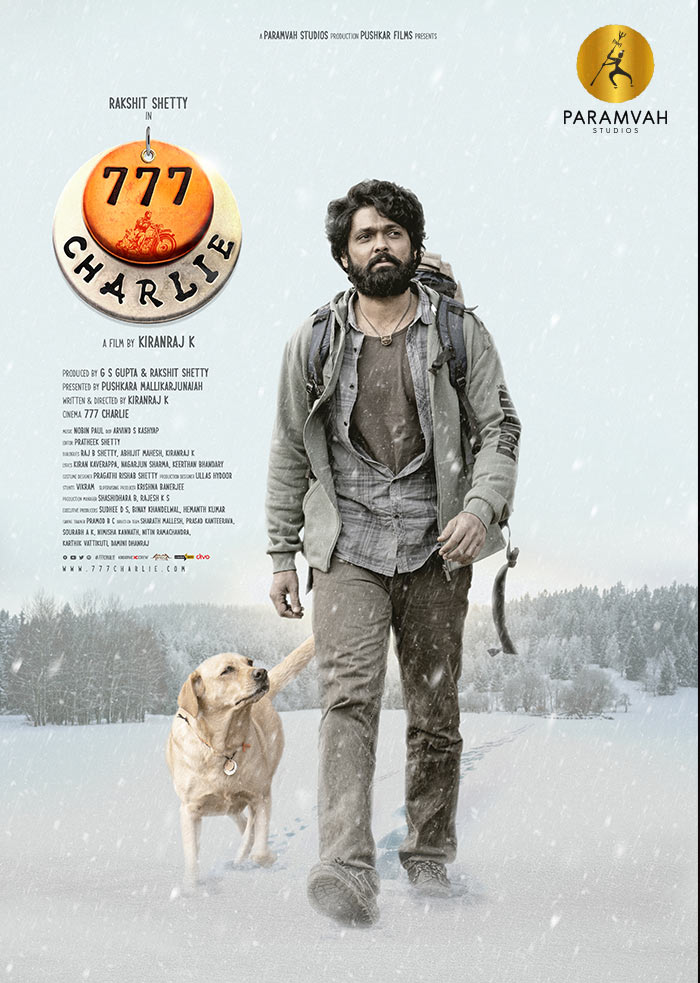 A PARAMVAH STUDIOS PRODUCTION PUSHKAR FILMS PRESENTS
PARAMVAH
STUDIOS
RAKSHIT SHETTY
IN
777
CHARLIE
A FILM BY KIRANRAJ K
PRODUCED BY G S GUPTA & RAKSHIT SHETTY
PRESENTED BY PUSHKARA MALLIKARJUNAIAH
WRITTEN & DIRECTED BY KIRANRAJ K
CINEMA 777 CHARLIE
MUSIC NOBIN PAUL DOP ARVIND S KASHYAP
EDITOR PRATHEEK SHETTY
DIALOGUES RAJ B SHETTY, ABHIJIT MAHESH, KIRANRAJ K
LYRICS KIRAN KAVERAPPA, NAGARJUN SHARMA, KEERTHAN BHANDARY
COSTUME DESIGNER PRAGATHI RISHAB SHETTY PRODUCTION DESIGNER ULLAS HYDOOR
STUNTS VIKRAM SUPERVISING PRODUCER KRISHNA BANERJEE
PRODUCTION MANAGER SHASHIDHARA B, RAJESH K S
EXECUTIVE PRODUCERS SUDHEE D S, BINAY KHANDELWAL, HEMANTH KUMAR
CANINE TRAINER PRAMOD B C DIRECTION TEAM SHARATH MALLESH, PRASAD KANTEERAVA,
SOURABH A K, NIMISHA KANNATH, NITIN RAMACHANDRA,
KARTHIK VATTIKUTI, DAMINI DHANRAJ
#777CHARLIE
WWW.777CHARLIE.COM